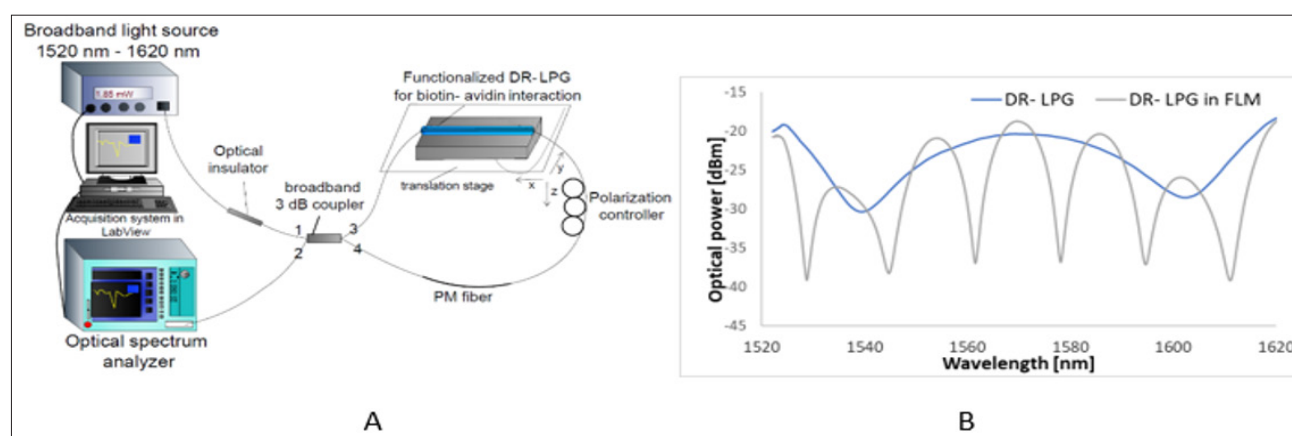 Broadband light source
1520 nm - 1620 nm
1.85 mW
Functionalized DR-LPG
for biotin- avidin interaction
Optical
insulator
broadband
3 dB coupler
translation stage
x
y
z
Polarization
controller
Acquisition system in
LabView
1
2
3
4
PM fiber
Optical spectrum
analyzer
A
DR- LPG
DR- LPG in FLM
Optical power [dBm]
-15
-20
-25
-30
-35
-40
-45
1520 1540 1560 1580 1600 1620
Wavelength [nm]
B